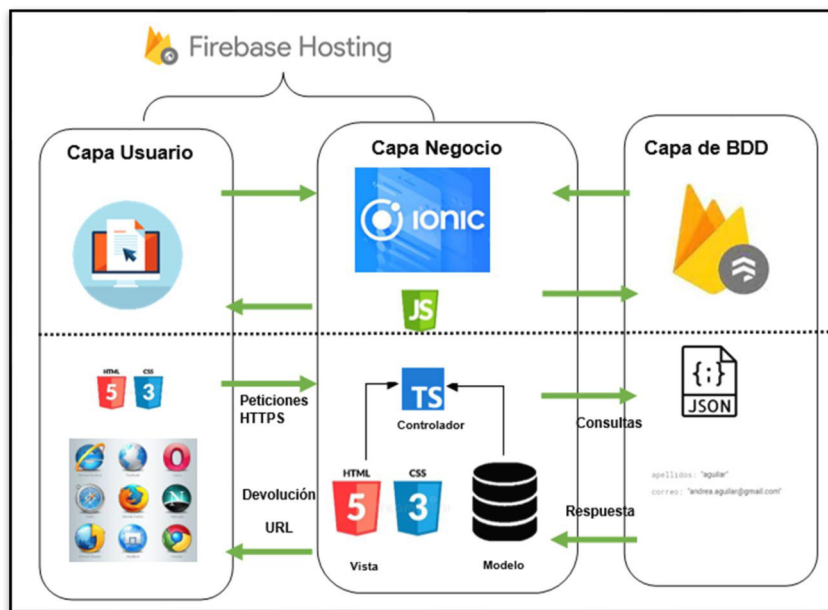 Firebase Hosting
Capa Usuario
Capa Negocio
Capa de BDD
IONIC
JS
HTML
5
CSS
3
Peticiones
HTTPS
TS
Controlador
Consultas
{;}
JSON
HTML
5
CSS
3
apellidos: "aguilar"
correo: "andrea.aguilar@gmail.com"
Devolución
URL
Respuesta
Vista
Modelo